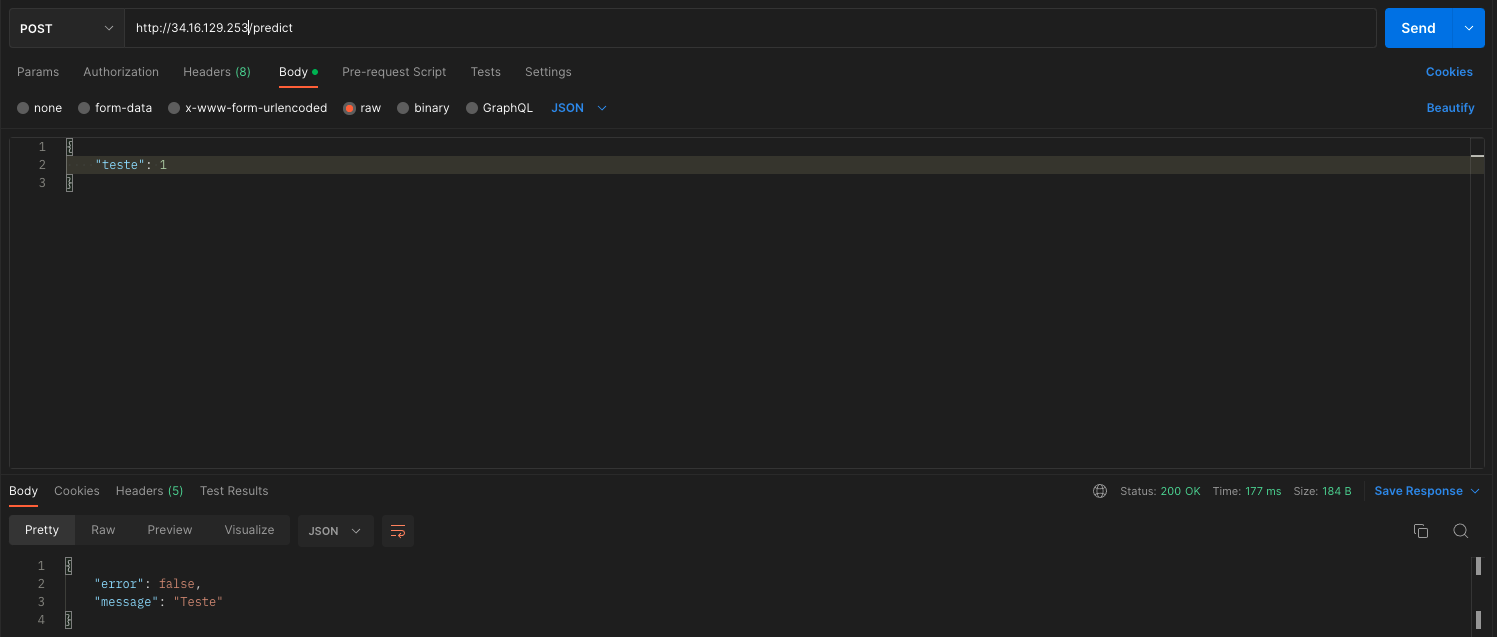 POST http://34.16.129.253/predict Send
Params Authorization Headers (8) Body Pre-request Script Tests Settings Cookies
none form-data x-www-form-urlencoded raw binary GraphQL JSON Beautify
1 {
2 "teste": 1
3 }
Body Cookies Headers (5) Test Results Status: 200 OK Time: 177 ms Size: 184 B Save Response
Pretty Raw Preview Visualize JSON
1 {
2 "error": false,
3 "message": "Teste"
4 }